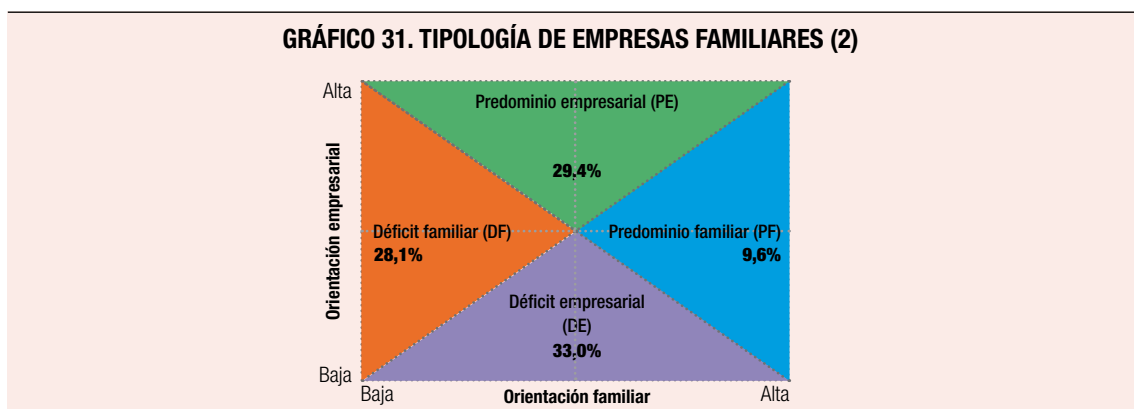 GRÁFICO 31. TIPOLOGÍA DE EMPRESAS FAMILIARES (2)
Alta
Predominio empresarial (PE)
29.4%
Orientación empresarial
Déficit familiar (DF)
28,1%
Predominio familiar (PF)
9,6%
Déficit empresarial
(DE)
33,0%
Baja
Baja
Orientación familiar
Alta